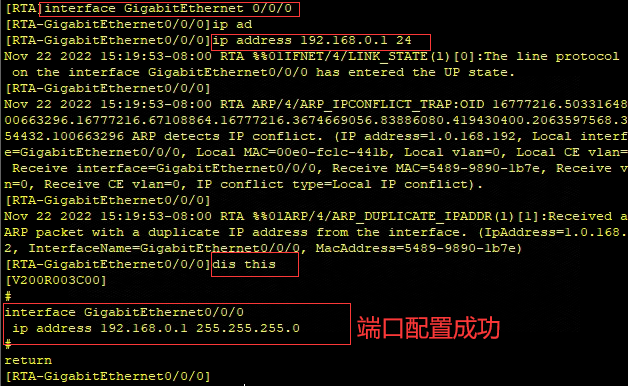 [RTA]interface GigabitEthernet 0/0/0
[RTA-GigabitEthernet0/0/0]ip ad
[RTA-GigabitEthernet0/0/0]ip address 192.168.0.1 24
Nov 22 2022 15:19:53-08:00 RTA %%01IFNET/4/LINK_STATE(l)[0]:The line protocol
 on the interface GigabitEthernet0/0/0 has entered the UP state.
[RTA-GigabitEthernet0/0/0]
Nov 22 2022 15:19:53-08:00 RTA ARP/4/ARP_IPCONFLICT_TRAP:OID 16777216.50331648
00663296.16777216.67108864.16777216.3674669056.83886080.419430400.2063597568.3
54432.100663296 ARP detects IP conflict. (IP address=1.0.168.192, Local interf
e=GigabitEthernet0/0/0, Local MAC=00e0-fc1c-441b, Local vlan=0, Local CE vlan=
 Receive interface=GigabitEthernet0/0/0, Receive MAC=5489-9890-1b7e, Receive v
n=0, Receive CE vlan=0, IP conflict type=Local IP conflict).
[RTA-GigabitEthernet0/0/0]
Nov 22 2022 15:19:53-08:00 RTA %%01ARP/4/ARP_DUPLICATE_IPADDR(l)[1]:Received a
ARP packet with a duplicate IP address from the interface. (IpAddress=1.0.168.
2, InterfaceName=GigabitEthernet0/0/0, MacAddress=5489-9890-1b7e)
[RTA-GigabitEthernet0/0/0]dis this
[V200R003C00]
#
interface GigabitEthernet0/0/0
 ip address 192.168.0.1 255.255.255.0
端口配置成功
#
return
[RTA-GigabitEthernet0/0/0]